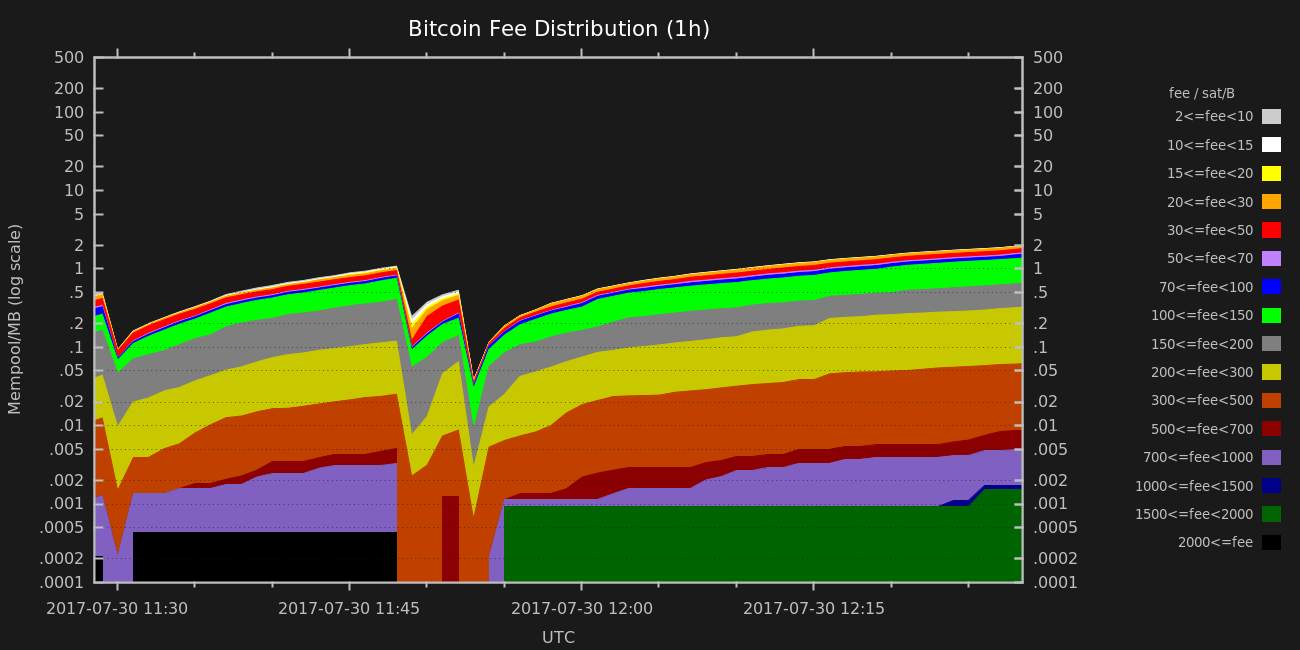 Bitcoin Fee Distribution (1h)
500 500
200 200
100 100
50 50
20 20
10 10
5 5
2 2
1 1
.5 .5
.2 .2
.1 .1
.05 .05
.02 .02
.01 .01
.005 .005
.002 .002
.001 .001
.0005 .0005
.0002 .0002
.0001 .0001
Mempool/MB (log scale)
2017-07-30 11:30 2017-07-30 11:45 2017-07-30 12:00 2017-07-30 12:15
UTC
fee / sat/B
2<=fee<10
10<=fee<15
15<=fee<20
20<=fee<30
30<=fee<50
50<=fee<70
70<=fee<100
100<=fee<150
150<=fee<200
200<=fee<300
300<=fee<500
500<=fee<700
700<=fee<1000
1000<=fee<1500
1500<=fee<2000
2000<=fee